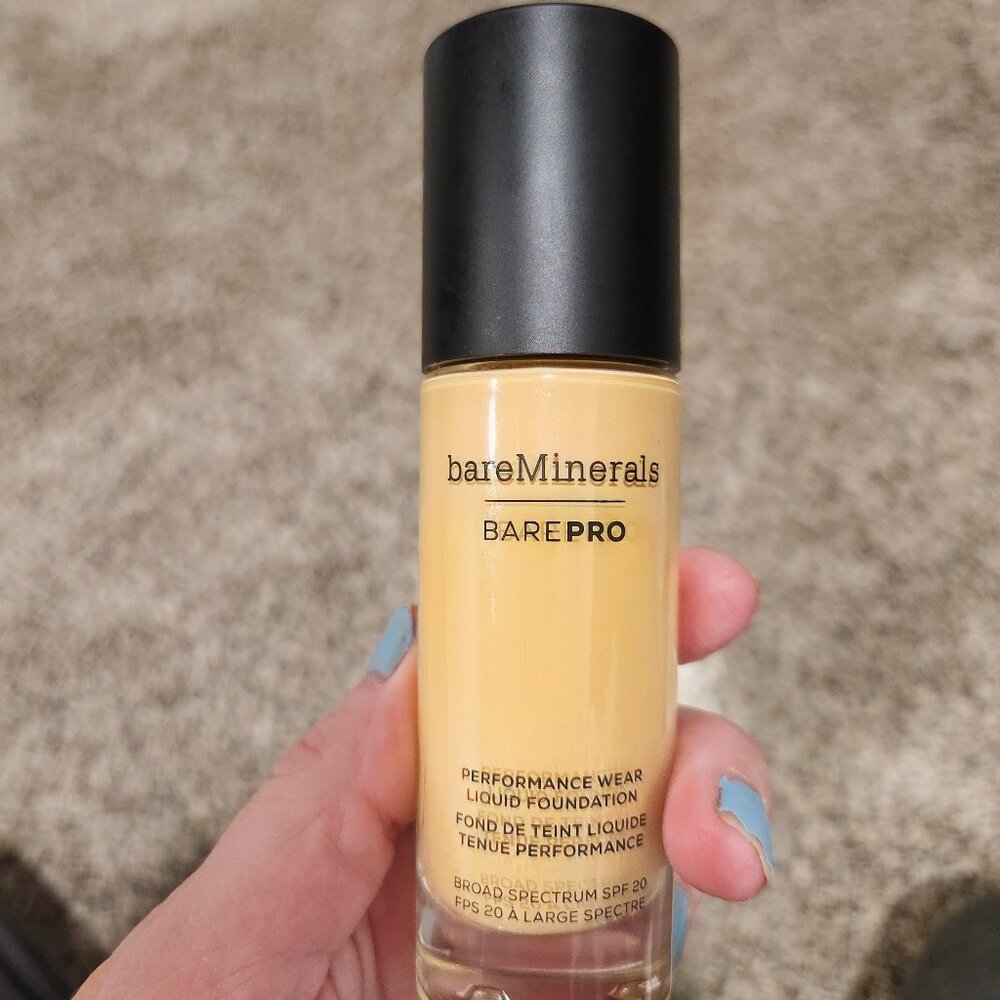 bareMinerals
BAREPRO
PERFORMANCE WEAR
LIQUID FOUNDATION
FOND DE TEINT LIQUIDE
TENUE PERFORMANCE
BROAD SPECTRUM SPF 20
FPS 20 À LARGE SPECTRE